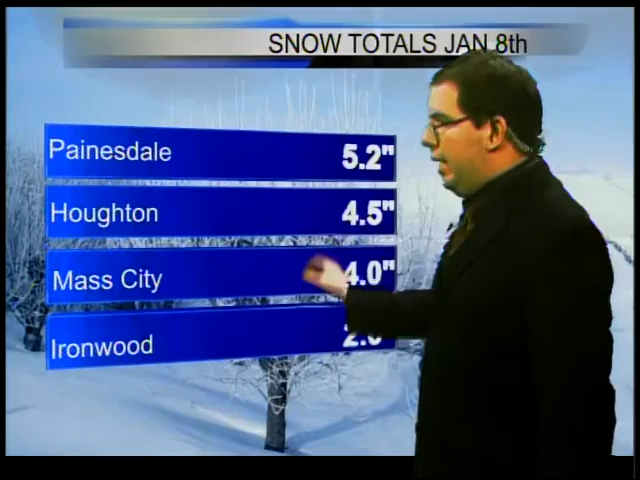 SNOW TOTALS JAN 8th
Painesdale 5.2"
Houghton 4.5"
Mass City 4.0"
Ironwood